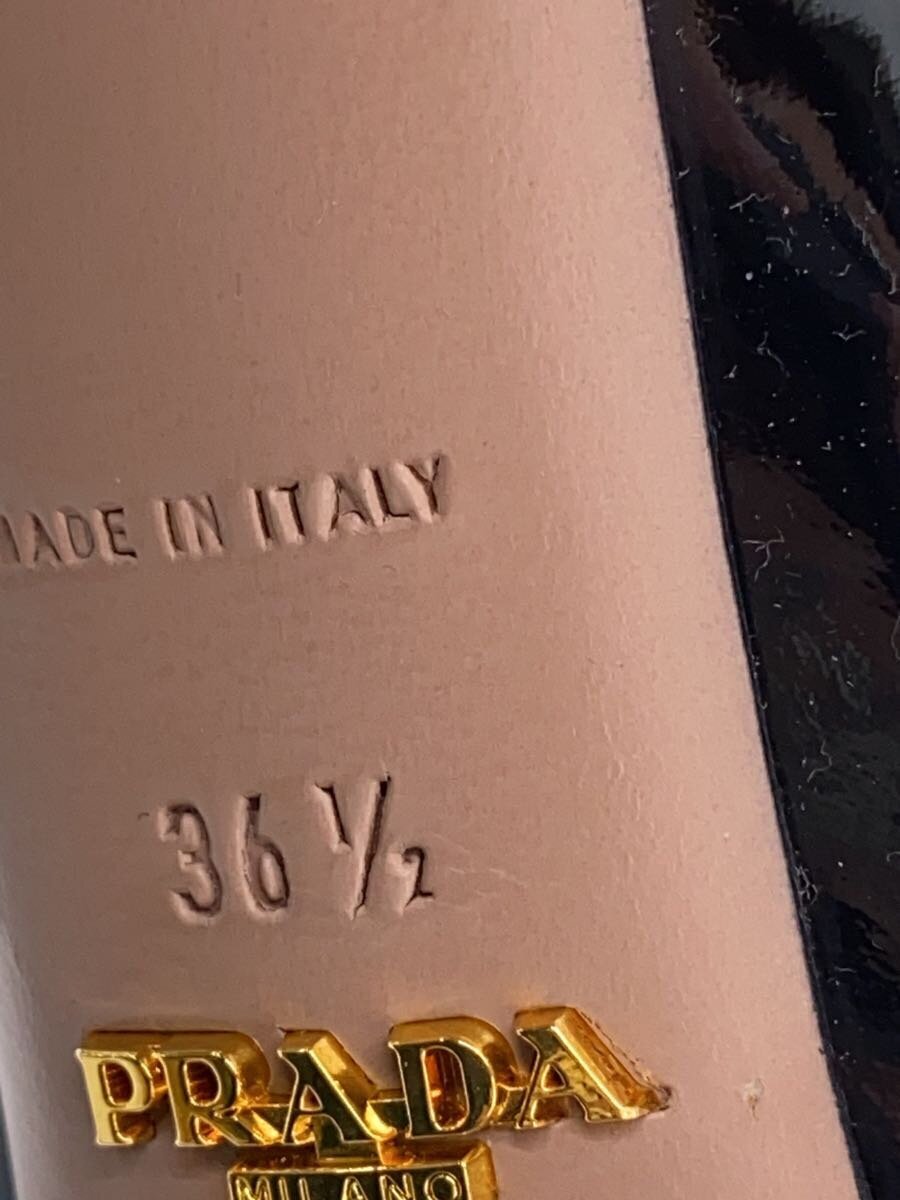 MADE IN ITALY
36 1/2
PRADA
MILANO